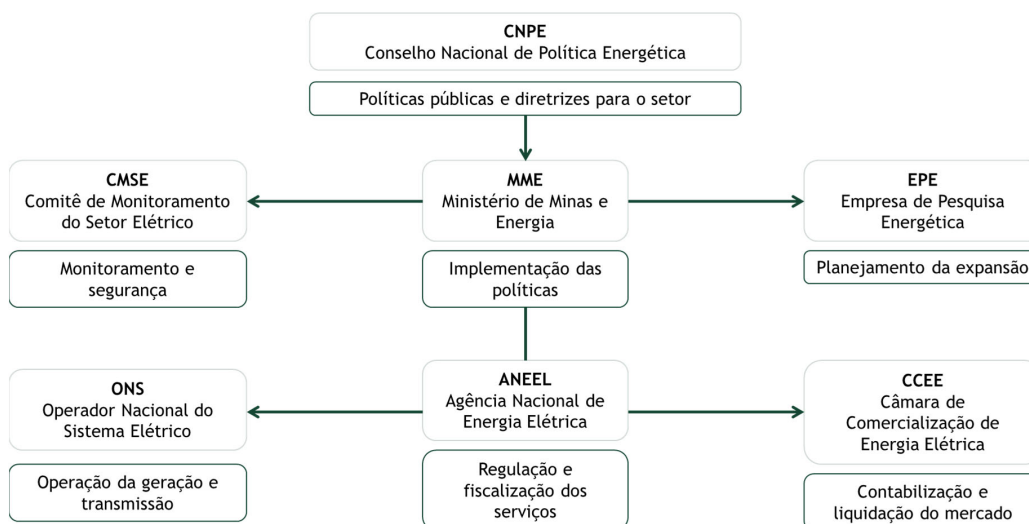 CNPE
Conselho Nacional de Política Energética
Políticas públicas e diretrizes para o setor
CMSE
Comitê de Monitoramento
do Setor Elétrico
Monitoramento e
segurança
MME
Ministério de Minas e
Energia
Implementação das
políticas
EPE
Empresa de Pesquisa
Energética
Planejamento da expansão
ONS
Operador Nacional do
Sistema Elétrico
Operação da geração e
transmissão
ANEEL
Agência Nacional de
Energia Elétrica
Regulação e
fiscalização dos
serviços
CCEE
Câmara de
Comercialização de
Energia Elétrica
Contabilização e
liquidação do mercado